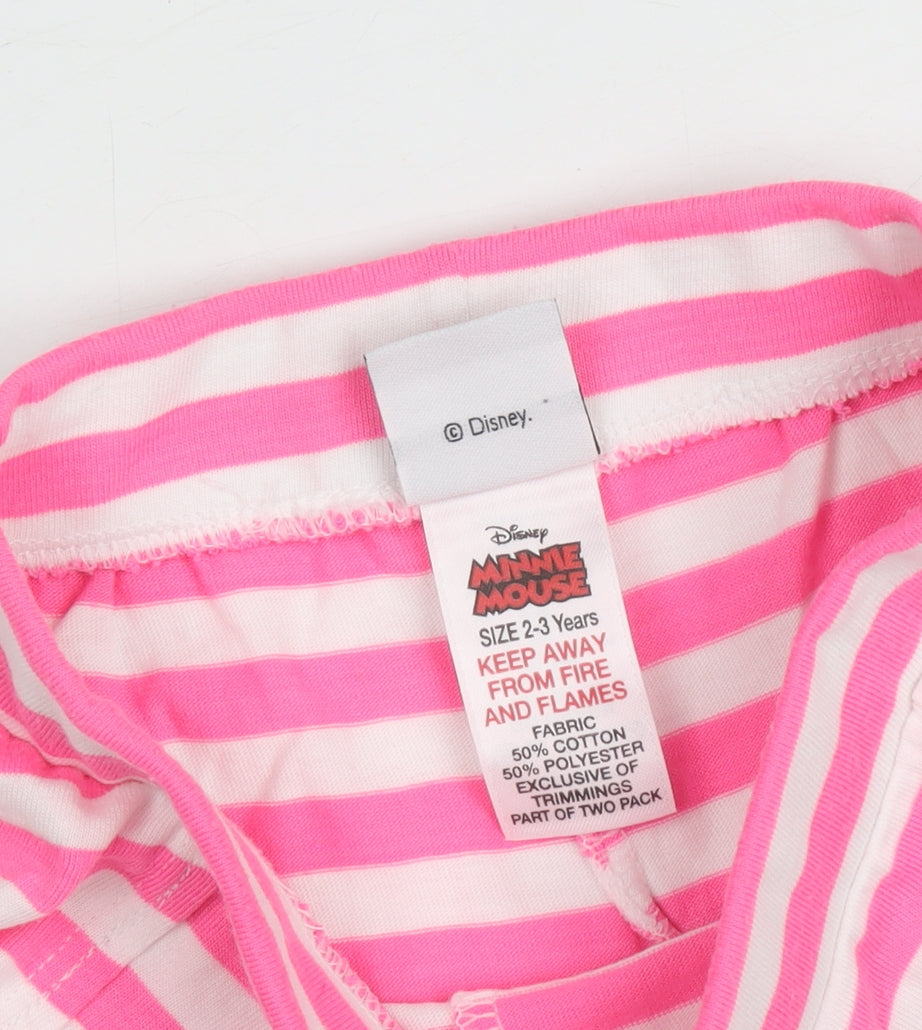 © Disney.
Disney
MINNIE
MOUSE
SIZE 2-3 Years
KEEP AWAY
FROM FIRE
AND FLAMES
FABRIC
50% COTTON
50% POLYESTER
EXCLUSIVE OF
TRIMMINGS
PART OF TWO PACK